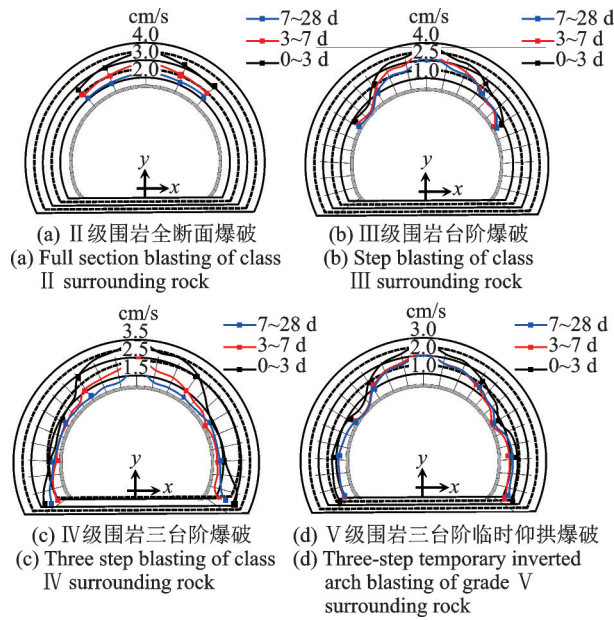 cm/s
4.0
3.0
2.0
7~28 d
3~7 d
0~3 d
y
x
(a) Ⅱ级围岩全断面爆破
(a) Full section blasting of class
Ⅱ surrounding rock
cm/s
4.0
2.5
1.0
7~28 d
3~7 d
0~3 d
y
x
(b) Ⅲ级围岩台阶爆破
(b) Step blasting of class
Ⅲ surrounding rock
cm/s
3.5
2.5
1.5
7~28 d
3~7 d
0~3 d
y
x
(c) Ⅳ级围岩三台阶爆破
(c) Three step blasting of class
Ⅳ surrounding rock
cm/s
3.0
2.0
1.0
7~28 d
3~7 d
0~3 d
y
x
(d) Ⅴ级围岩三台阶临时仰拱爆破
(d) Three-step temporary inverted
arch blasting of grade Ⅴ
surrounding rock